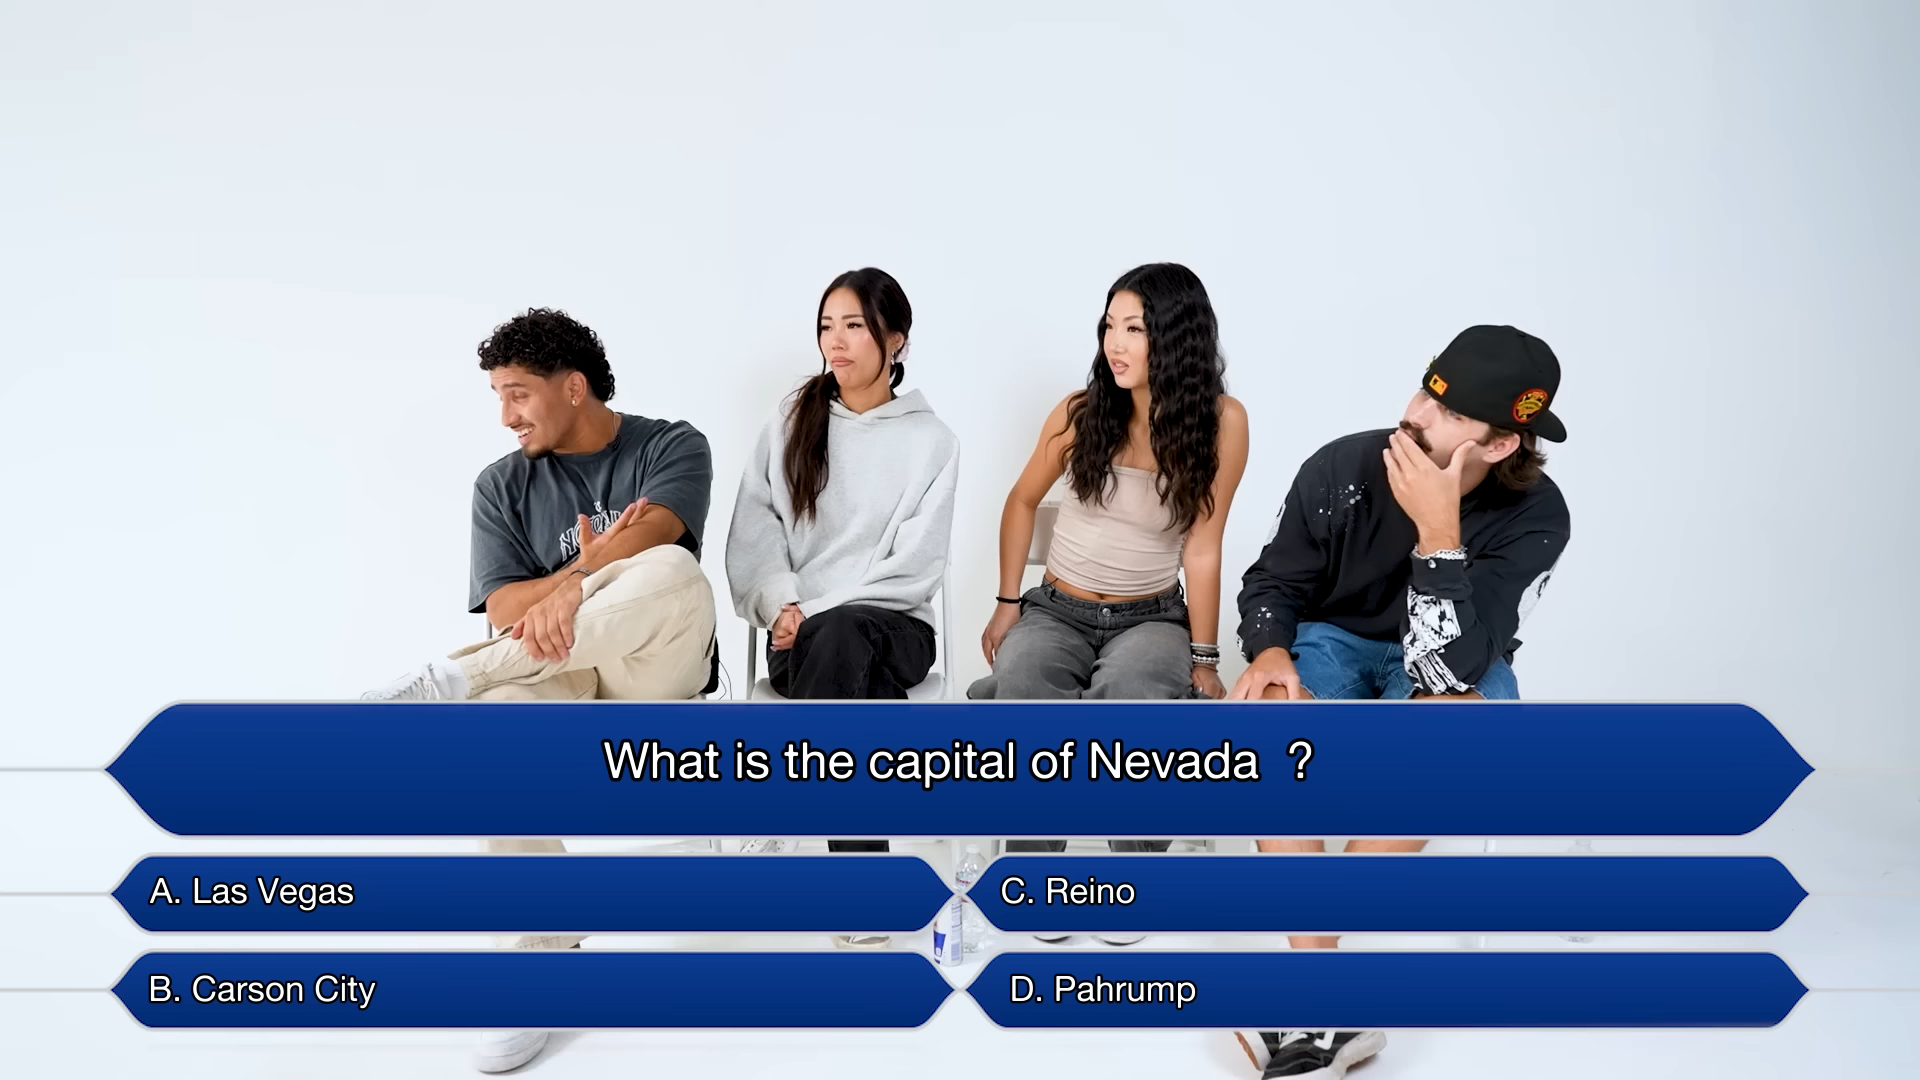 What is the capital of Nevada ?
A. Las Vegas
C. Reino
B. Carson City
D. Pahrump